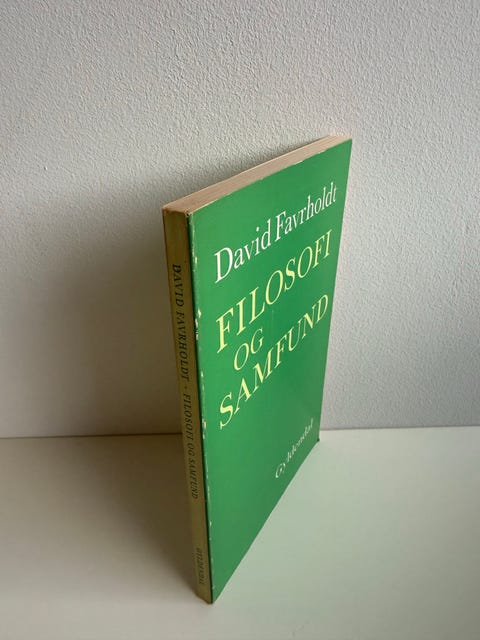 David Favrholdt
FILOSOFI
OG
SAMFUND
Gyldendal
DAVID FAVRHOLDT · FILOSOFI OG SAMFUND
GYLDENDAL